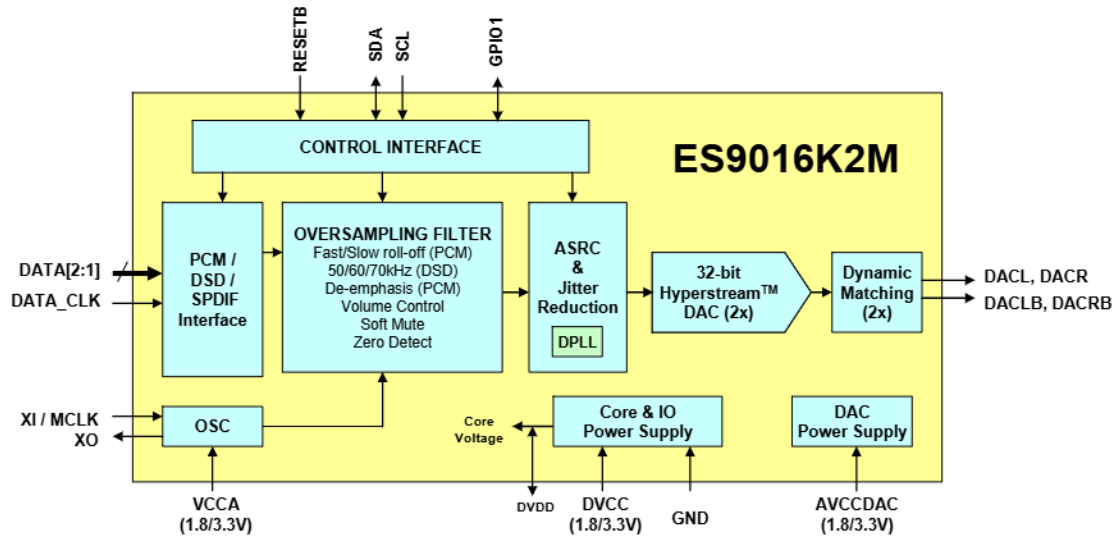 RESETB
SDA
SCL
GPIO1
CONTROL INTERFACE
ES9016K2M
DATA[2:1]
DATA_CLK
PCM /
DSD /
SPDIF
Interface
OVERSAMPLING FILTER
Fast/Slow roll-off (PCM)
50/60/70kHz (DSD)
De-emphasis (PCM)
Volume Control
Soft Mute
Zero Detect
ASRC
&
Jitter
Reduction
DPLL
32-bit
Hyperstream™
DAC (2x)
Dynamic
Matching
(2x)
DACL, DACR
DACLB, DACRB
XI / MCLK
XO
OSC
Core
Voltage
Core & IO
Power Supply
DAC
Power Supply
VCCA
(1.8/3.3V)
DVDD
DVCC
(1.8/3.3V)
GND
AVCCDAC
(1.8/3.3V)